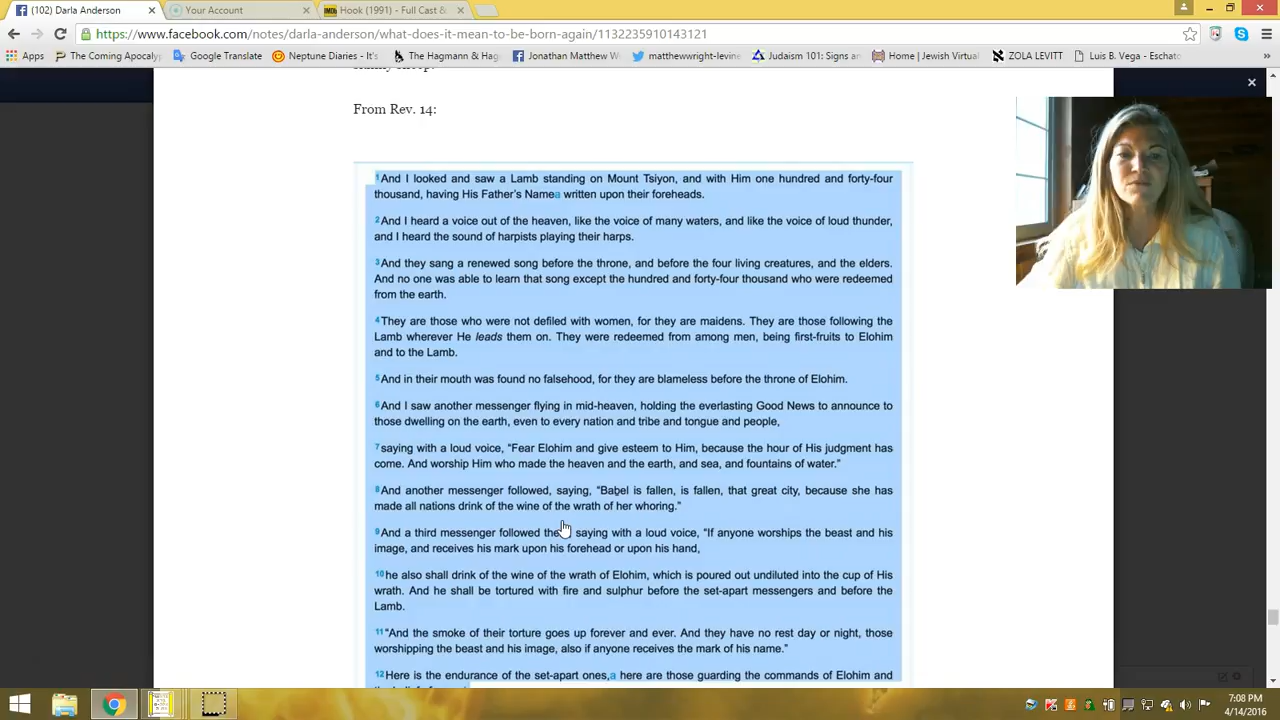 (102) Darla Anderson
Your Account
Hook (1991) - Full Cast &
https://www.facebook.com/notes/darla-anderson/what-does-it-mean-to-be-born-again/1132235910143121
Apps The Coming Apocaly Google Translate Neptune Diaries : The The Hagmann & Hag Jonathan Matthew W matthewwright-levine Judaism 101: Signs a Home | Jewish Virtual ZOLA LEVITT Luis B. Vega - Eschato
From Rev. 14:
1And I looked and saw a Lamb standing on Mount Tsiyon, and with Him one hundred and forty-four
thousand, having His Father's Namea written upon their foreheads.
2And I heard a voice out of the heaven, like the voice of many waters, and like the voice of loud thunder,
and I heard the sound of harpists playing their harps.
3And they sang a renewed song before the throne, and before the four living creatures, and the elders.
And no one was able to learn that song except the hundred and forty-four thousand who were redeemed
from the earth.
4They are those who were not defiled with women, for they are maidens. They are those following the
Lamb wherever He leads them on. They were redeemed from among men, being first-fruits to Elohim
and to the Lamb.
5And in their mouth was found no falsehood, for they are blameless before the throne of Elohim.
6And I saw another messenger flying in mid-heaven, holding the everlasting Good News to announce to
those dwelling on the earth, even to every nation and tribe and tongue and people,
7saying with a loud voice, “Fear Elohim and give esteem to Him, because the hour of His judgment has
come. And worship Him who made the heaven and the earth, and sea, and fountains of water.”
8And another messenger followed, saying, “Babel is fallen, is fallen, that great city, because she has
made all nations drink of the wine of the wrath of her whoring.”
9And a third messenger followed the saying with a loud voice, “If anyone worships the beast and his
image, and receives his mark upon his forehead or upon his hand,
10he also shall drink of the wine of the wrath of Elohim, which is poured out undiluted into the cup of His
wrath. And he shall be tortured with fire and sulphur before the set-apart messengers and before the
Lamb.
11“And the smoke of their torture goes up forever and ever. And they have no rest day or night, those
worshipping the beast and his image, also if anyone receives the mark of his name.”
12Here is the endurance of the set-apart ones,a here are those guarding the commands of Elohim and
7:08 PM
4/14/2016